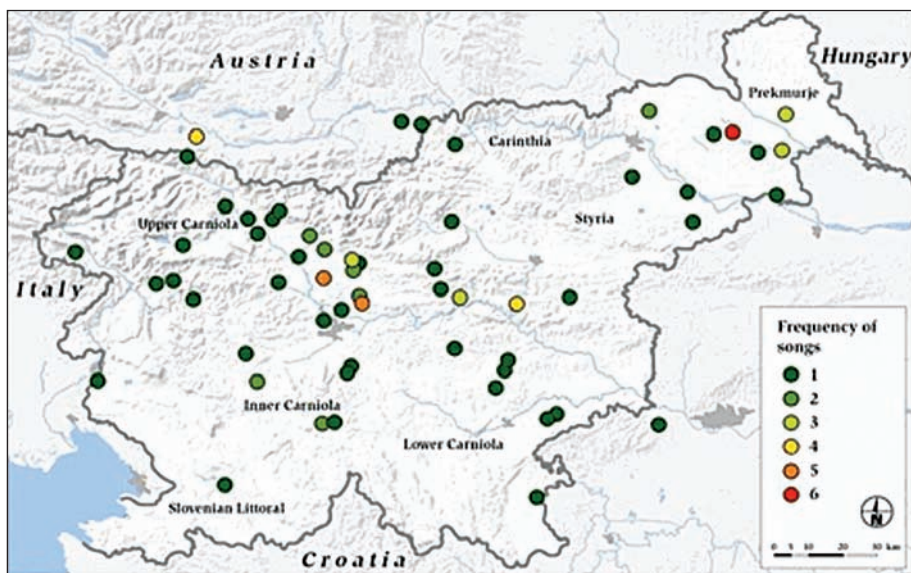 Austria
Hungary
Prekmurje
Carinthia
Styria
Upper Carniola
Italy
Inner Carniola
Lower Carniola
Slovenian Littoral
Croatia
Frequency of
songs
1
2
3
4
5
6
N
0 5 10 20 30 km